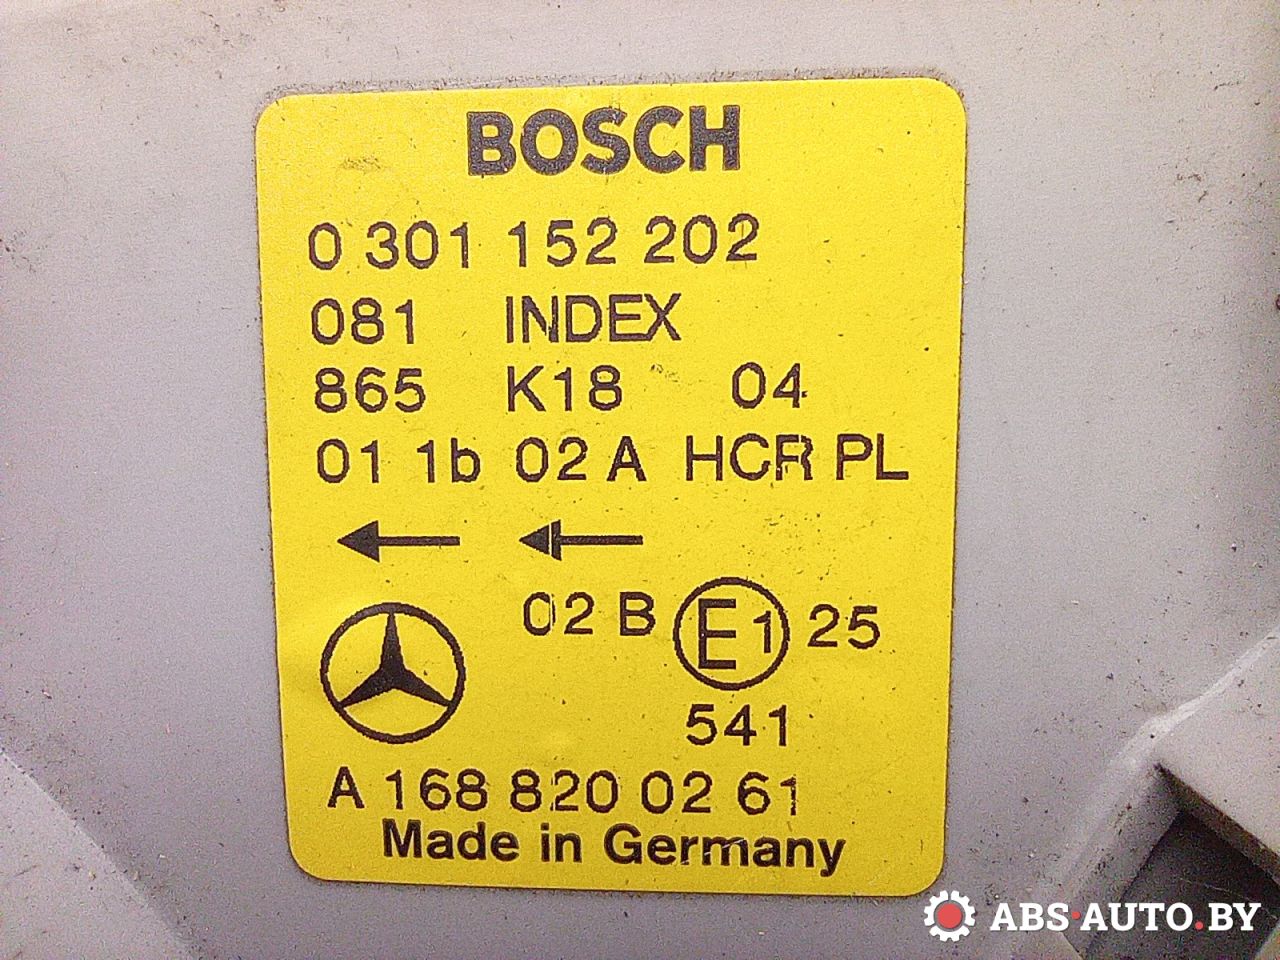 BOSCH
0 301 152 202
081 INDEX
865 K18 04
01 1b 02 A HCR PL
02 B E1 25
541
A 168 820 02 61
Made in Germany
ABS·AUTO.BY